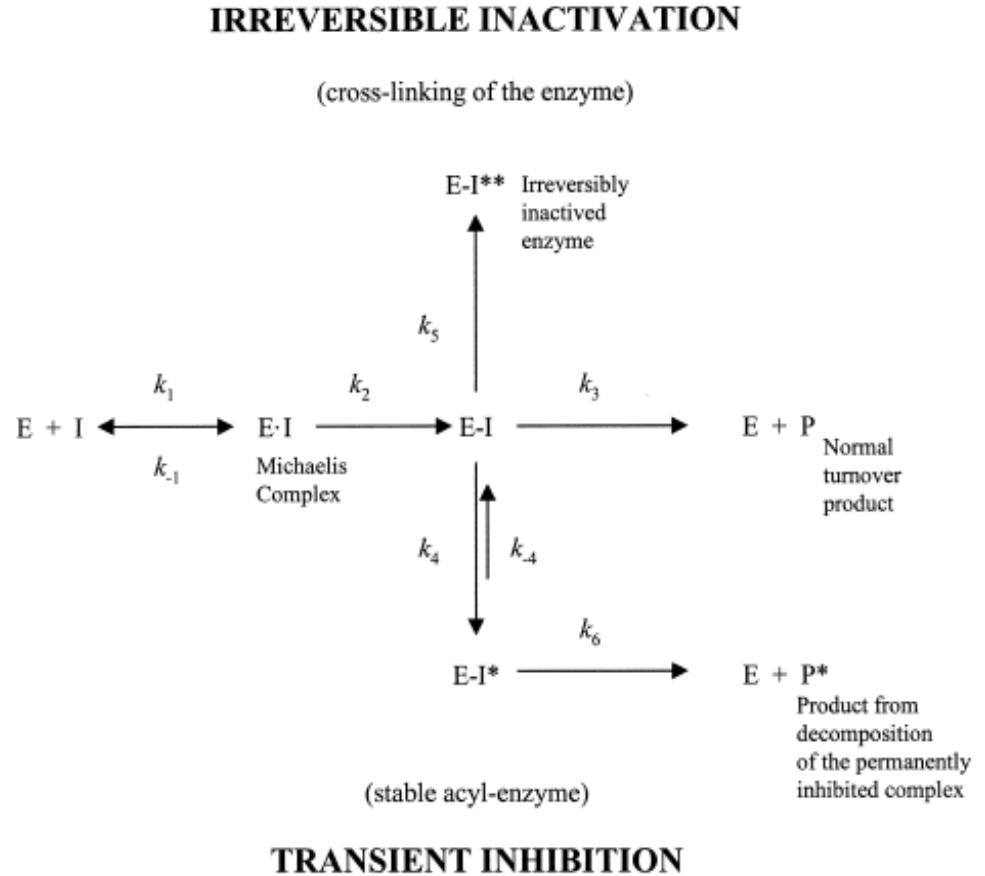 IRREVERSIBLE INACTIVATION
(cross-linking of the enzyme)
E-I** Irreversibly
inactived
enzyme
k5
k1 k2 k3
E + I E·I E-I E + P
k-1
Michaelis
Complex
Normal
turnover
product
k4 k-4
k6
E-I* E + P*
Product from
decomposition
of the permanently
inhibited complex
(stable acyl-enzyme)
TRANSIENT INHIBITION